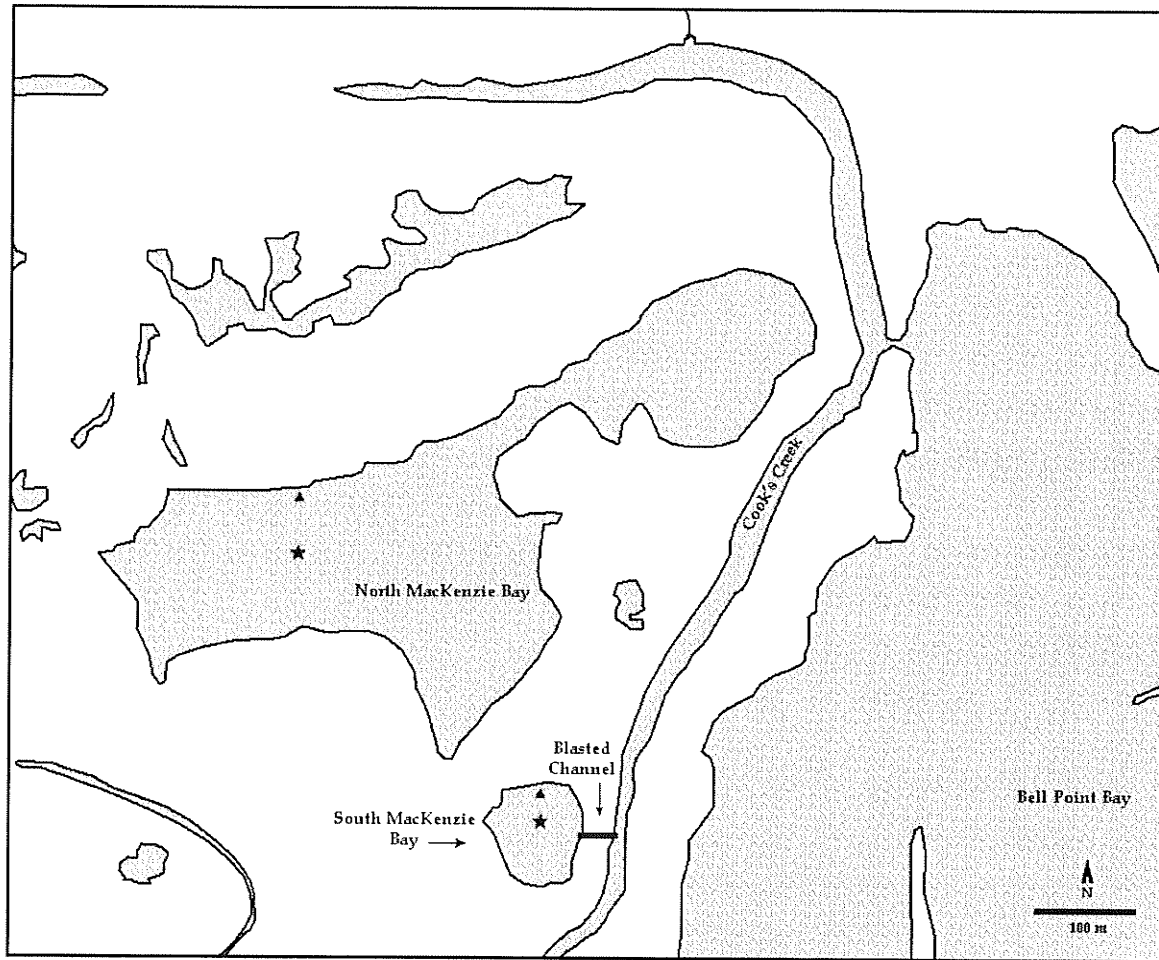 Cook's Creek
North MacKenzie Bay
Blasted
Channel
South MacKenzie
Bay
Bell Point Bay
N
100 m